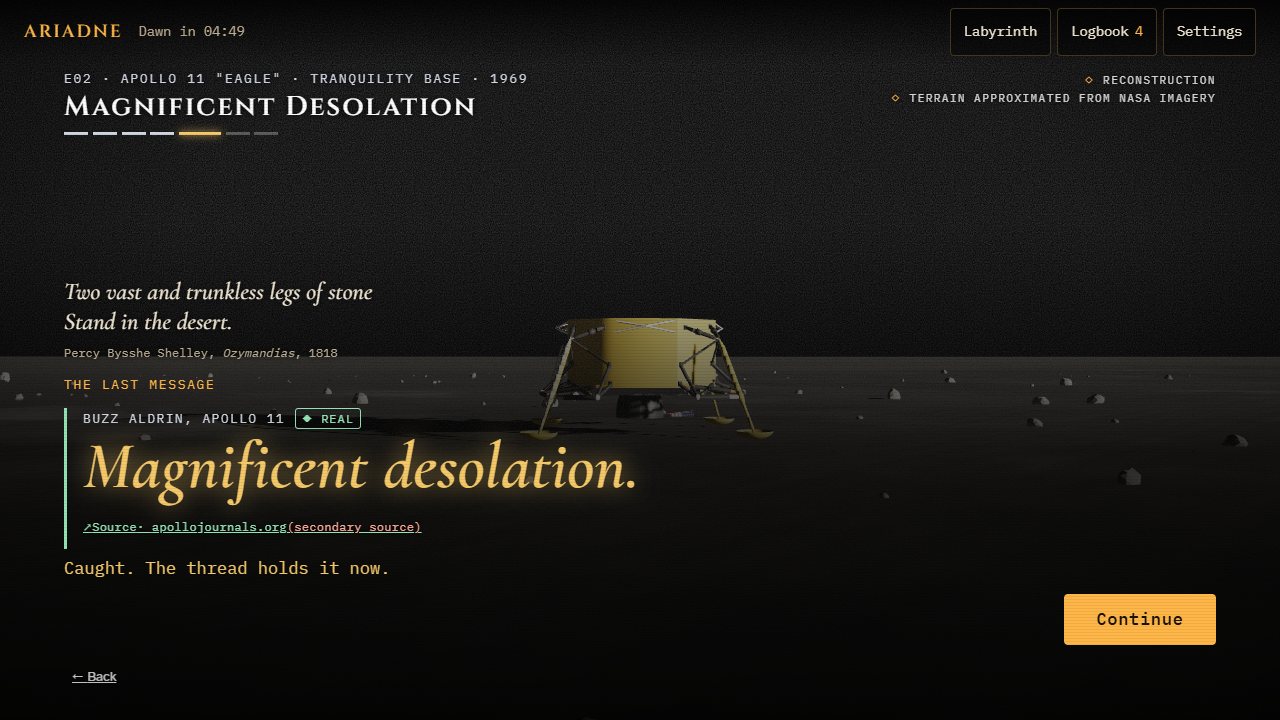 ARIADNE Dawn in 04:49 Labyrinth Logbook 4 Settings
E02 · APOLLO 11 "EAGLE" · TRANQUILITY BASE · 1969
Magnificent Desolation
◇ RECONSTRUCTION
◇ TERRAIN APPROXIMATED FROM NASA IMAGERY
Two vast and trunkless legs of stone
Stand in the desert.
Percy Bysshe Shelley, Ozymandias, 1818
THE LAST MESSAGE
BUZZ ALDRIN, APOLLO 11 ◆ REAL
Magnificent desolation.
↗Source· apollojournals.org(secondary source)
Caught. The thread holds it now.
Continue
← Back